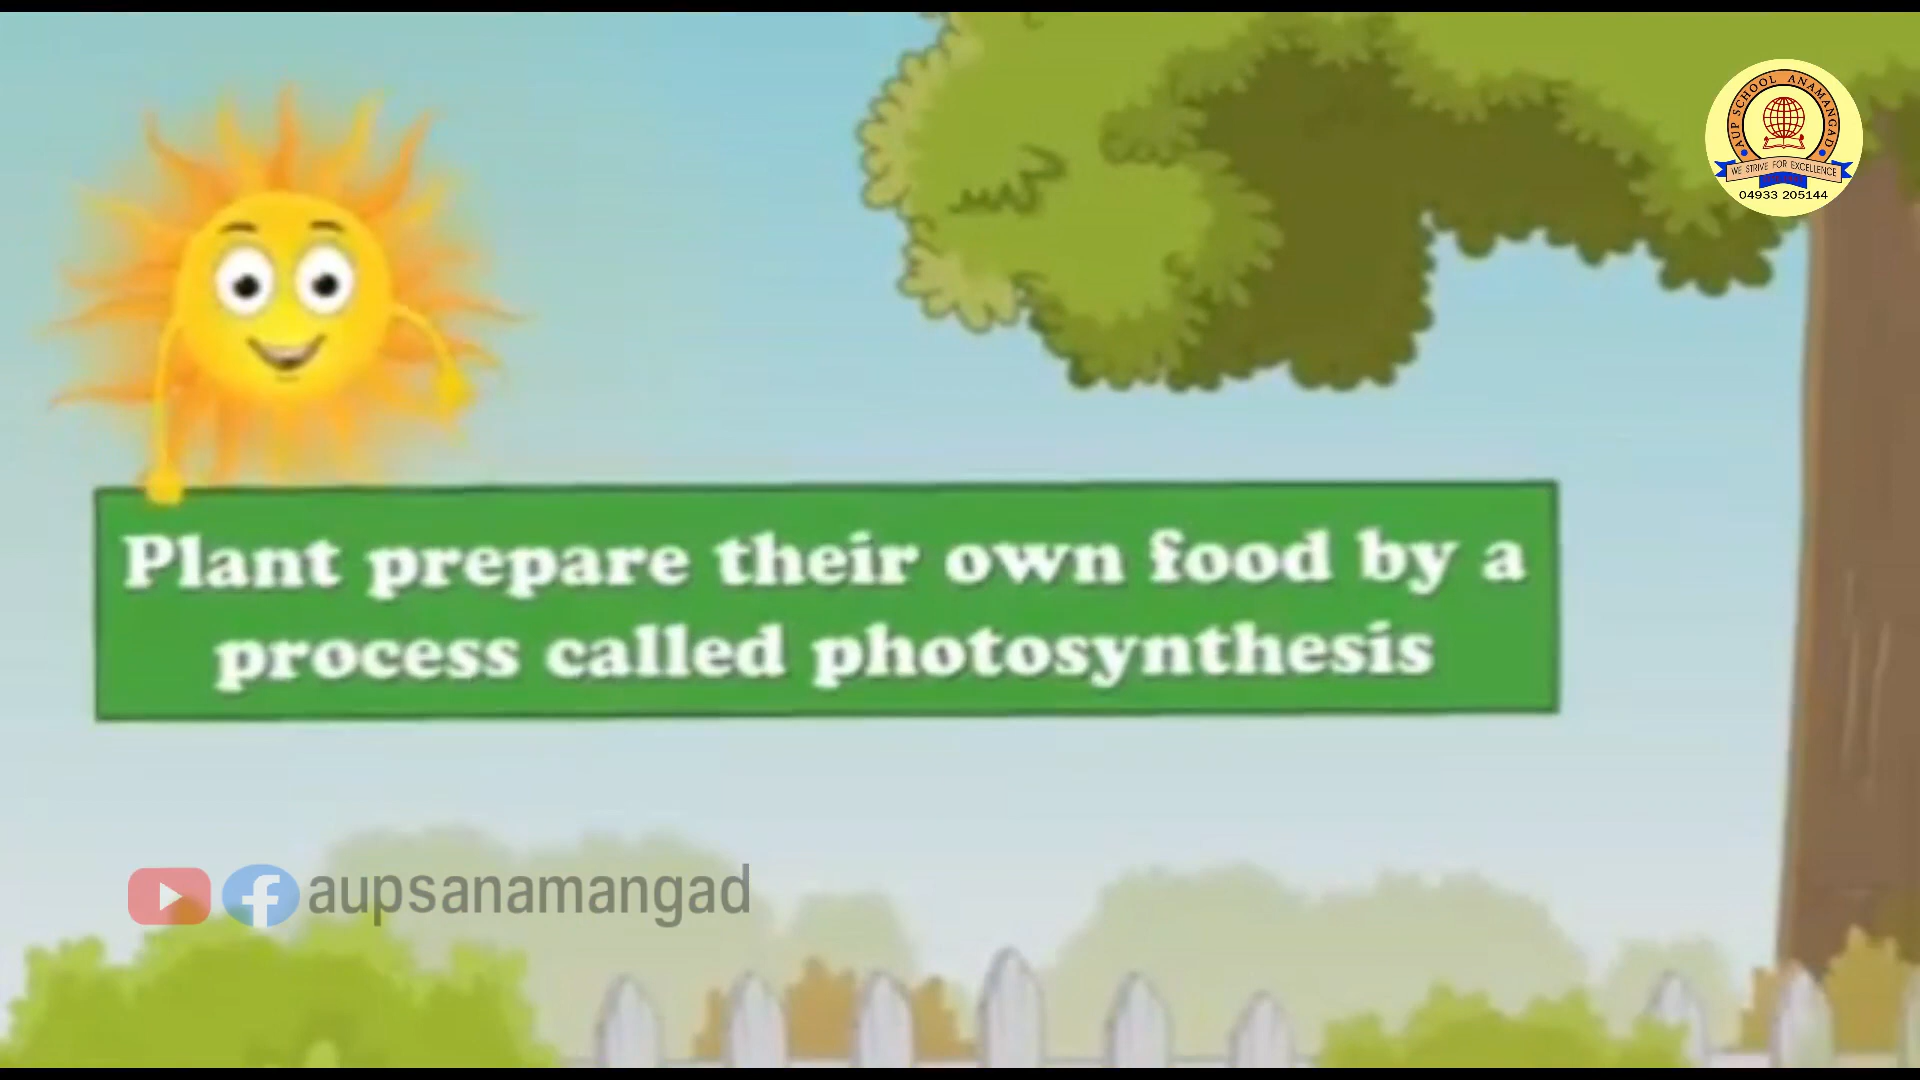 AUP SCHOOL ANAMANGAD
WE STRIVE FOR EXCELLENCE
04933 205144
Plant prepare their own food by a
process called photosynthesis
aupsanamangad